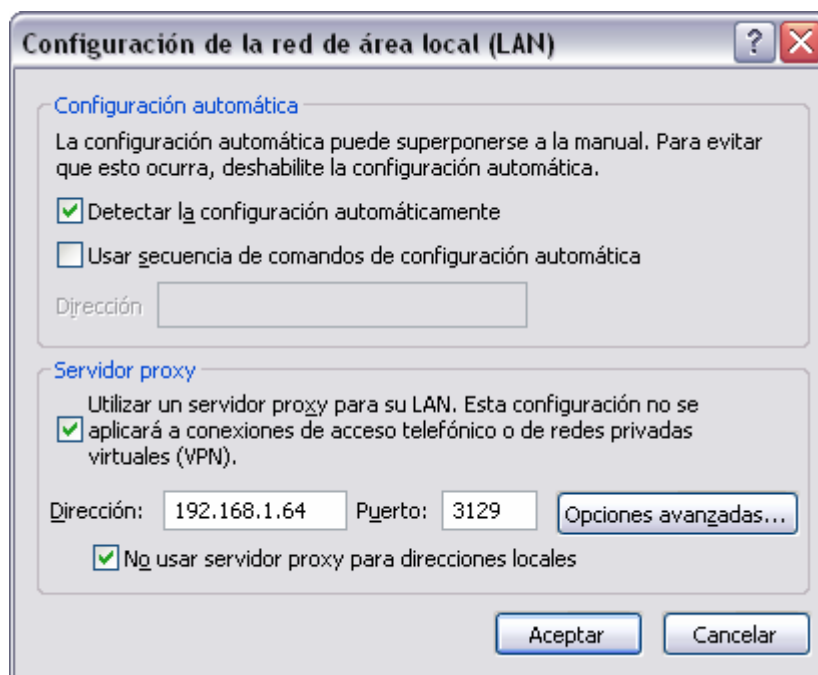 Configuración de la red de área local (LAN)
Configuración automática
La configuración automática puede superponerse a la manual. Para evitar
que esto ocurra, deshabilite la configuración automática.
Detectar la configuración automáticamente
Usar secuencia de comandos de configuración automática
Dirección
Servidor proxy
Utilizar un servidor proxy para su LAN. Esta configuración no se
aplicará a conexiones de acceso telefónico o de redes privadas
virtuales (VPN).
Dirección: 192.168.1.64 Puerto: 3129 Opciones avanzadas...
No usar servidor proxy para direcciones locales
Aceptar Cancelar